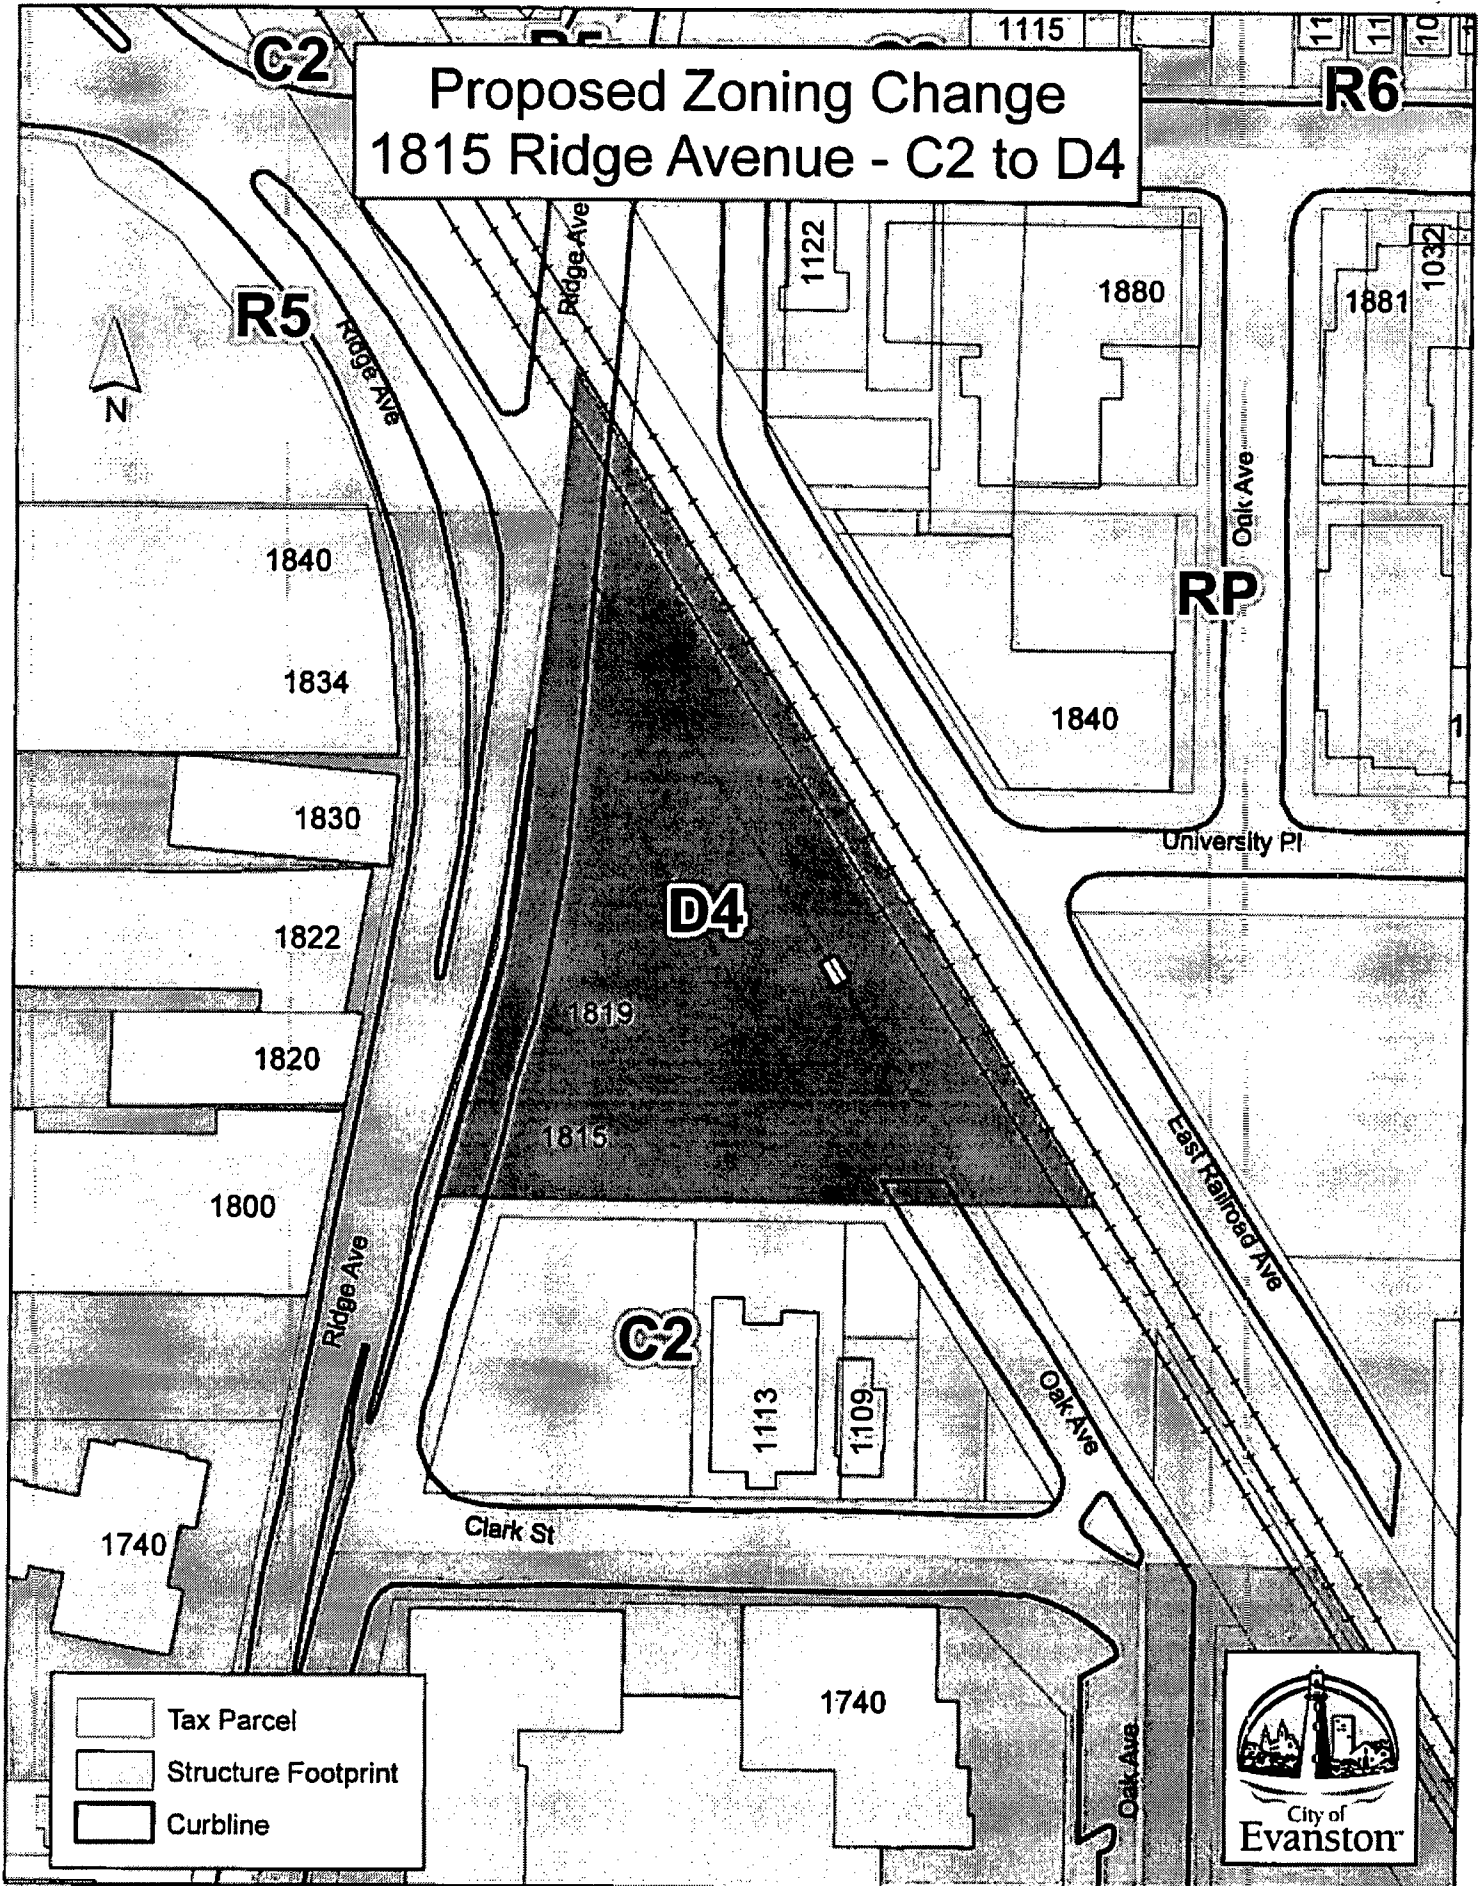 1115
C2
R6
Proposed Zoning Change
1815 Ridge Avenue - C2 to D4
Ridge Ave
1122
1880
1881
1032
R5
Ridge Ave
N
Oak Ave
1840
RP
1834
1840
1830
University Pl
D4
1822
1819
1820
1815
East Railroad Ave
1800
Ridge Ave
C2
1113
1109
Oak Ave
Clark St
1740
Tax Parcel
Structure Footprint
Curbline
1740
Oak Ave
City of
Evanston™